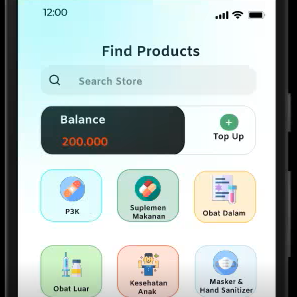 12:00
Find Products
Search Store
Balance
200.000
Top Up
P3K
Suplemen
Makanan
Obat Dalam
Obat Luar
Kesehatan
Anak
Masker &
Hand Sanitizer